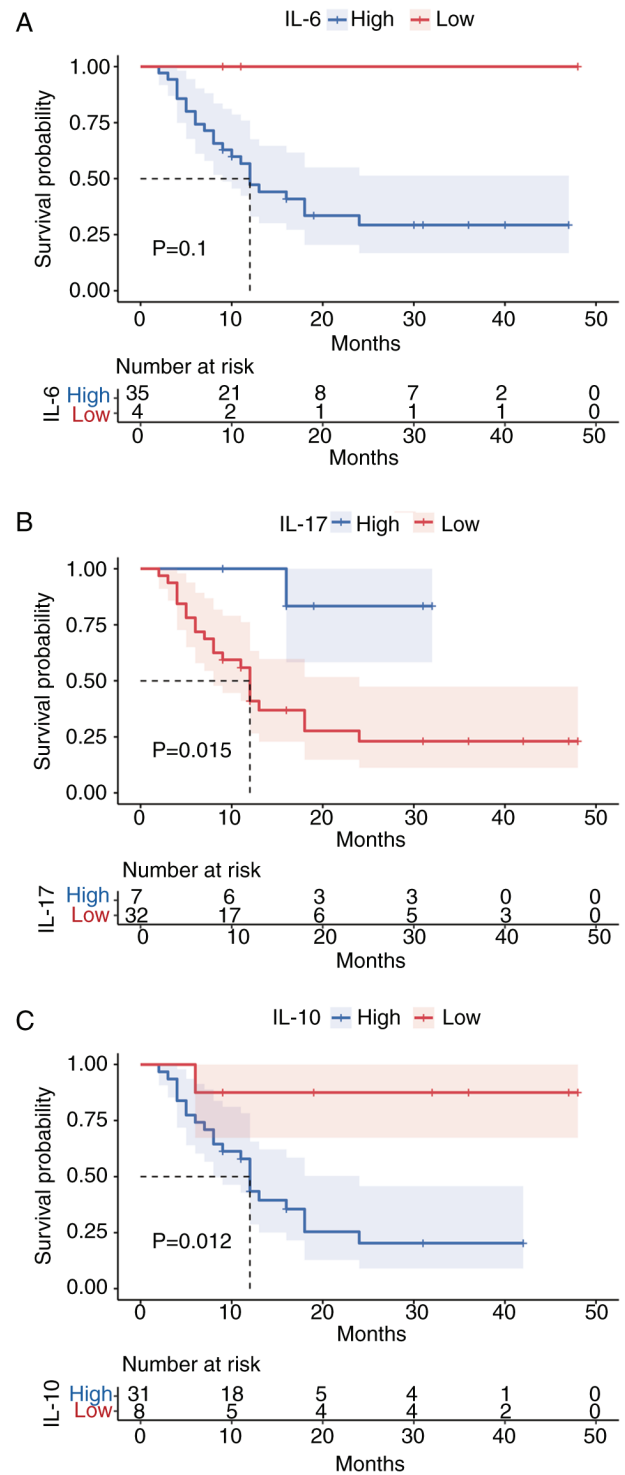 A
IL-6 High Low
1.00
0.75
0.50
0.25
0.00
Survival probability
P=0.1
0 10 20 30 40 50
Months
Number at risk
IL-6
High 35 21 8 7 2 0
Low 4 2 1 1 1 0
0 10 20 30 40 50
Months
B
IL-17 High Low
1.00
0.75
0.50
0.25
0.00
Survival probability
P=0.015
0 10 20 30 40 50
Months
Number at risk
IL-17
High 7 6 3 3 0 0
Low 32 17 6 5 3 0
0 10 20 30 40 50
Months
C
IL-10 High Low
1.00
0.75
0.50
0.25
0.00
Survival probability
P=0.012
0 10 20 30 40 50
Months
Number at risk
IL-10
High 31 18 5 4 1 0
Low 8 5 4 4 2 0
0 10 20 30 40 50
Months